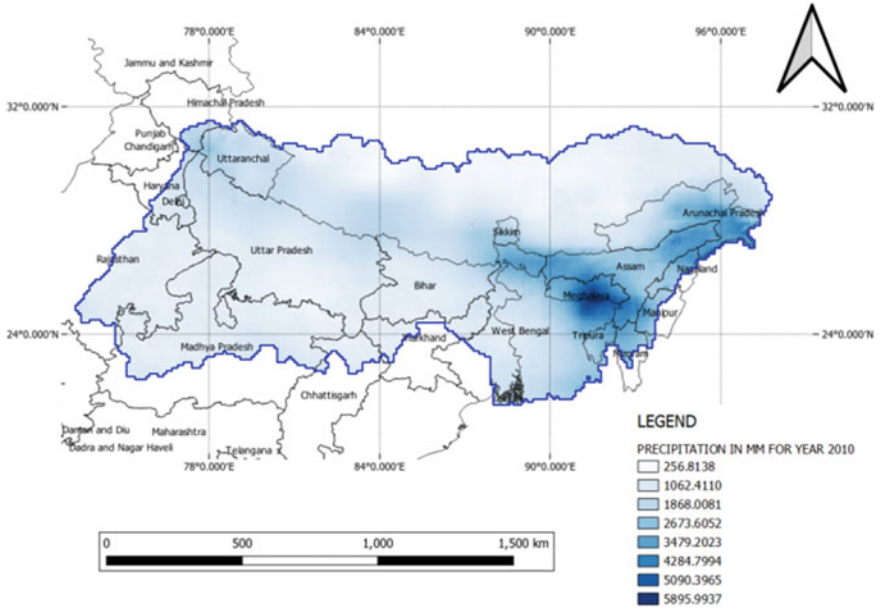 78°0.000'E 84°0.000'E 90°0.000'E 96°0.000'E
Jammu and Kashmir
32°0.000'N 32°0.000'N
Himachal Pradesh
Punjab
Chandigarh
Uttaranchal
Haryana
Delhi
Arunachal Pradesh
Sikkim
Uttar Pradesh
Rajasthan
Assam
Nagaland
Bihar
Meghalaya
Manipur
24°0.000'N 24°0.000'N
West Bengal
Tripura
Jharkhand
Madhya Pradesh
Mizoram
Chhattisgarh
Daman and Diu
Maharashtra
Dadra and Nagar Haveli
Telangana
78°0.000'E 84°0.000'E 90°0.000'E
LEGEND
PRECIPITATION IN MM FOR YEAR 2010
256.8138
1062.4110
1868.0081
2673.6052
3479.2023
4284.7994
5090.3965
5895.9937
0 500 1,000 1,500 km